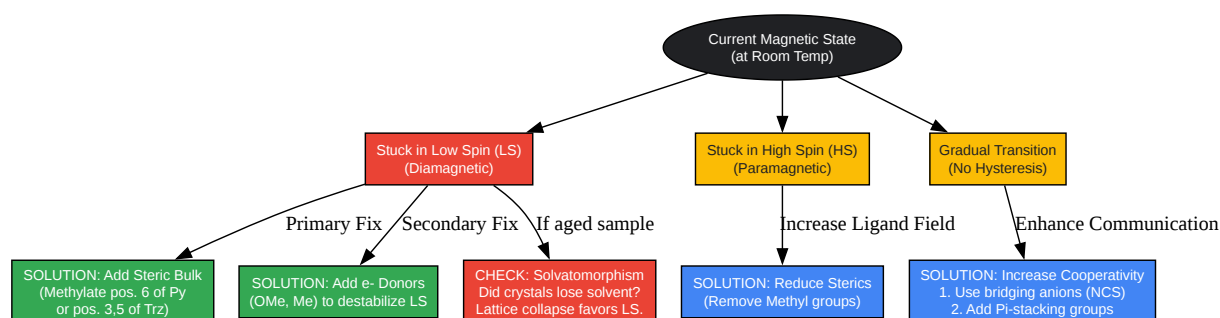 Current Magnetic State
(at Room Temp)
Stuck in Low Spin (LS)
(Diamagnetic)
Stuck in High Spin (HS)
(Paramagnetic)
Gradual Transition
(No Hysteresis)
Primary Fix
Secondary Fix
If aged sample
Increase Ligand Field
Enhance Communication
SOLUTION: Add Steric Bulk
(Methylate pos. 6 of Py
or pos. 3,5 of Trz)
SOLUTION: Add e- Donors
(OMe, Me) to destabilize LS
CHECK: Solvatomorphism
Did crystals lose solvent?
Lattice collapse favors LS.
SOLUTION: Reduce Sterics
(Remove Methyl groups)
SOLUTION: Increase Cooperativity
1. Use bridging anions (NCS)
2. Add Pi-stacking groups